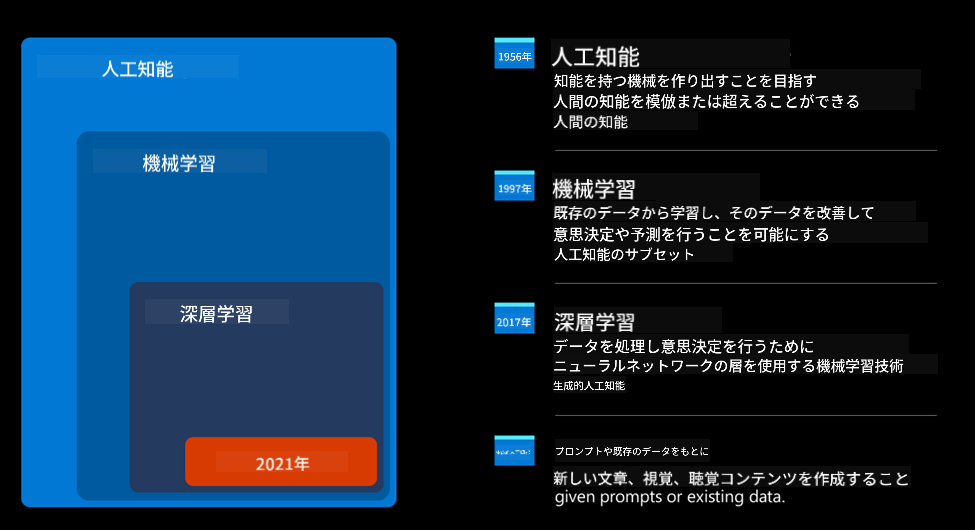 人工知能
機械学習
深層学習
2021年
1956年
人工知能
知能を持つ機械を作り出すことを目指す
人間の知能を模倣または超えることができる
人間の知能
1997年
機械学習
既存のデータから学習し、そのデータを改善して
意思決定や予測を行うことを可能にする
人工知能のサブセット
2017年
深層学習
データを処理し意思決定を行うために
ニューラルネットワークの層を使用する機械学習技術
生成的人工知能
プロンプトや既存のデータをもとに
新しい文章、視覚、聴覚コンテンツを作成すること
given prompts or existing data.